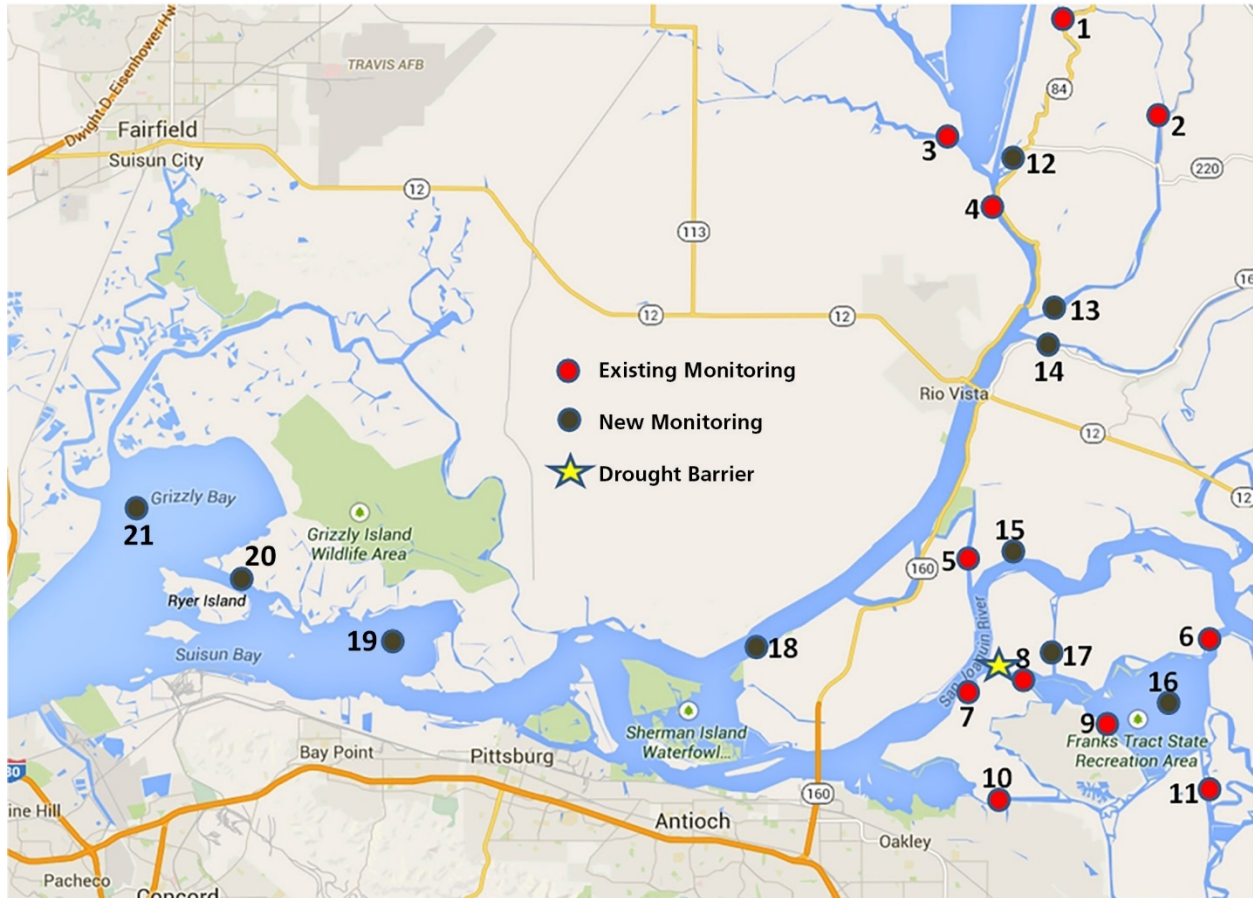 Dwight D. Eisenhower Hw
TRAVIS AFB
1
84
2
Fairfield
Suisun City
3
12
220
12
4
113
13
16
12
12
14
Existing Monitoring
Rio Vista
New Monitoring
12
Drought Barrier
12
Grizzly Bay
21
Grizzly Island
Wildlife Area
20
15
5
160
Ryer Island
San Joaquin River
6
19
Suisun Bay
18
8
17
7
16
9
Sherman Island
Waterfowl...
Franks Tract State
Recreation Area
Bay Point
Pittsburg
80
10
11
160
ine Hill
Antioch
Oakley
Pacheco
Concord